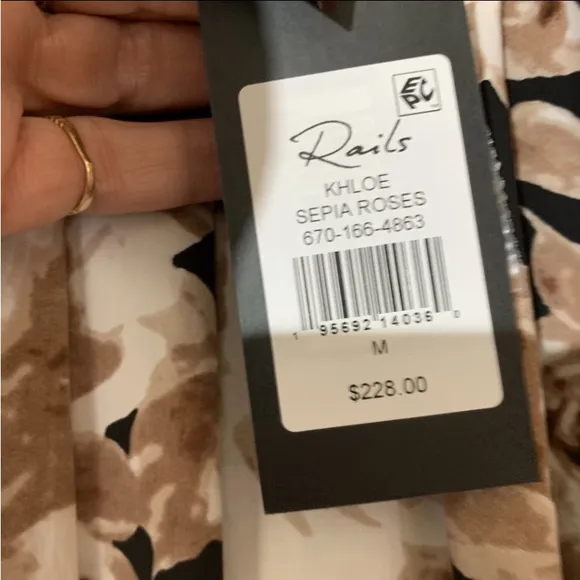 EPC
Rails
KHLOE
SEPIA ROSES
670-166-4863
1 95692 14036 0
M
$228.00